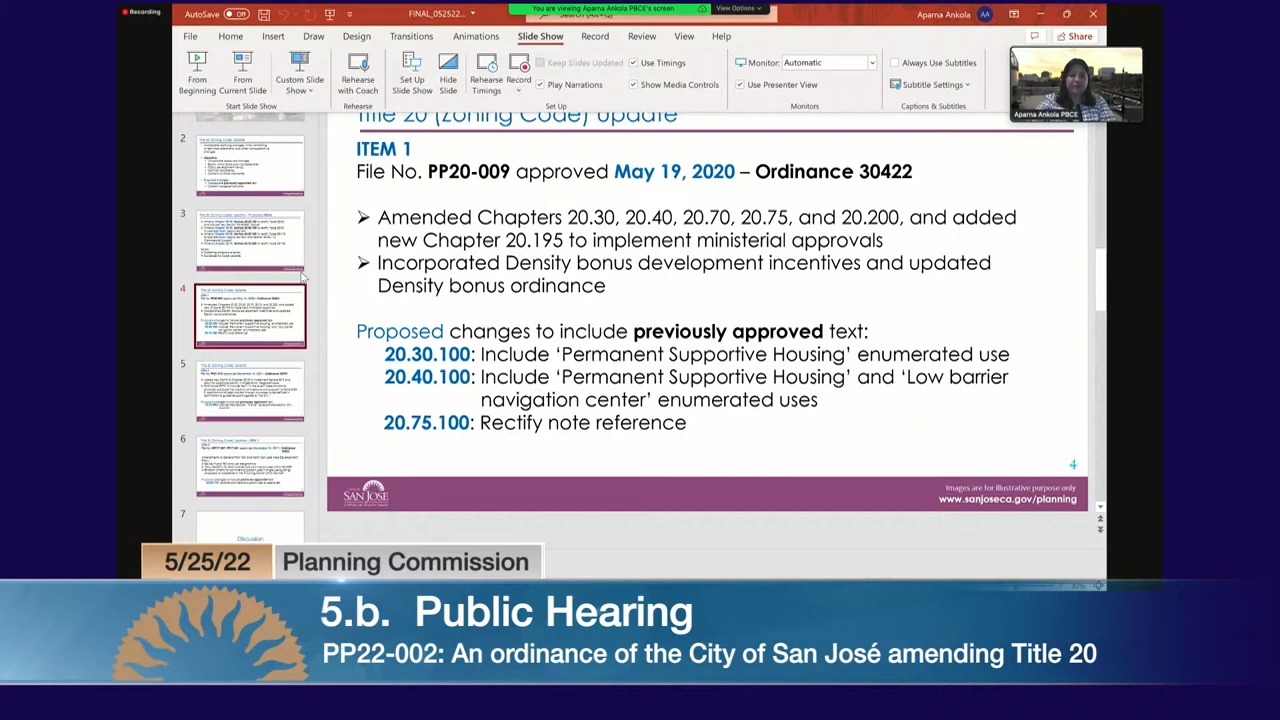 Recording
AutoSave Off
FINAL_052522...
You are viewing Aparna Ankola PBCE's screen
View Options
Search (Alt+Q)
Aparna Ankola AA
File Home Insert Draw Design Transitions Animations Slide Show Record Review View Help
Share
From Beginning
From Current Slide
Custom Slide Show
Start Slide Show
Rehearse with Coach
Rehearse
Set Up Slide Show
Hide Slide
Rehearse Timings
Record
Keep Slides Updated
Use Timings
Play Narrations
Show Media Controls
Set Up
Monitor: Automatic
Use Presenter View
Monitors
Always Use Subtitles
Subtitle Settings
Captions & Subtitles
Aparna Ankola PBCE
2
3
4
5
6
7
Discussion
Title 20 (Zoning Code) Update
ITEM 1
File No. PP20-009 approved May 19, 2020 – Ordinance 30422
➢ Amended Chapters 20.30, 20.40, 20.70, 20.75, and 20.200, and added
new Chapter 20.195 to implement ministerial approvals
➢ Incorporated Density bonus development incentives and updated
Density bonus ordinance
Proposed changes to include previously approved text:
20.30.100: Include ‘Permanent Supportive Housing’ enumerated use
20.40.100: Include ‘Permanent Supportive Housing’ and ‘Low barrier
navigation center’ enumerated uses
20.75.100: Rectify note reference
4
SAN JOSE
Images are for illustrative purpose only
www.sanjoseca.gov/planning
5/25/22 Planning Commission
5.b. Public Hearing
PP22-002: An ordinance of the City of San José amending Title 20